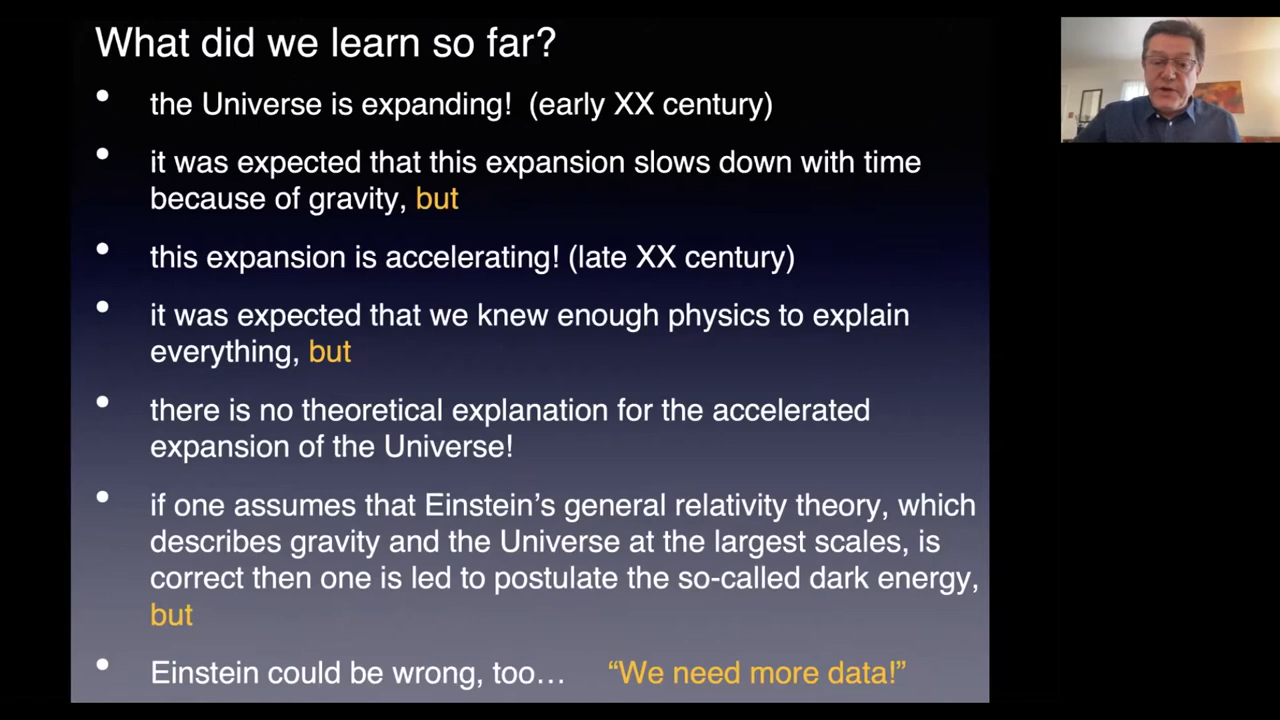 What did we learn so far?
• the Universe is expanding!  (early XX century)
• it was expected that this expansion slows down with time
because of gravity, but
• this expansion is accelerating! (late XX century)
• it was expected that we knew enough physics to explain
everything, but
• there is no theoretical explanation for the accelerated
expansion of the Universe!
• if one assumes that Einstein’s general relativity theory, which
describes gravity and the Universe at the largest scales, is
correct then one is led to postulate the so-called dark energy,
but
• Einstein could be wrong, too… “We need more data!”